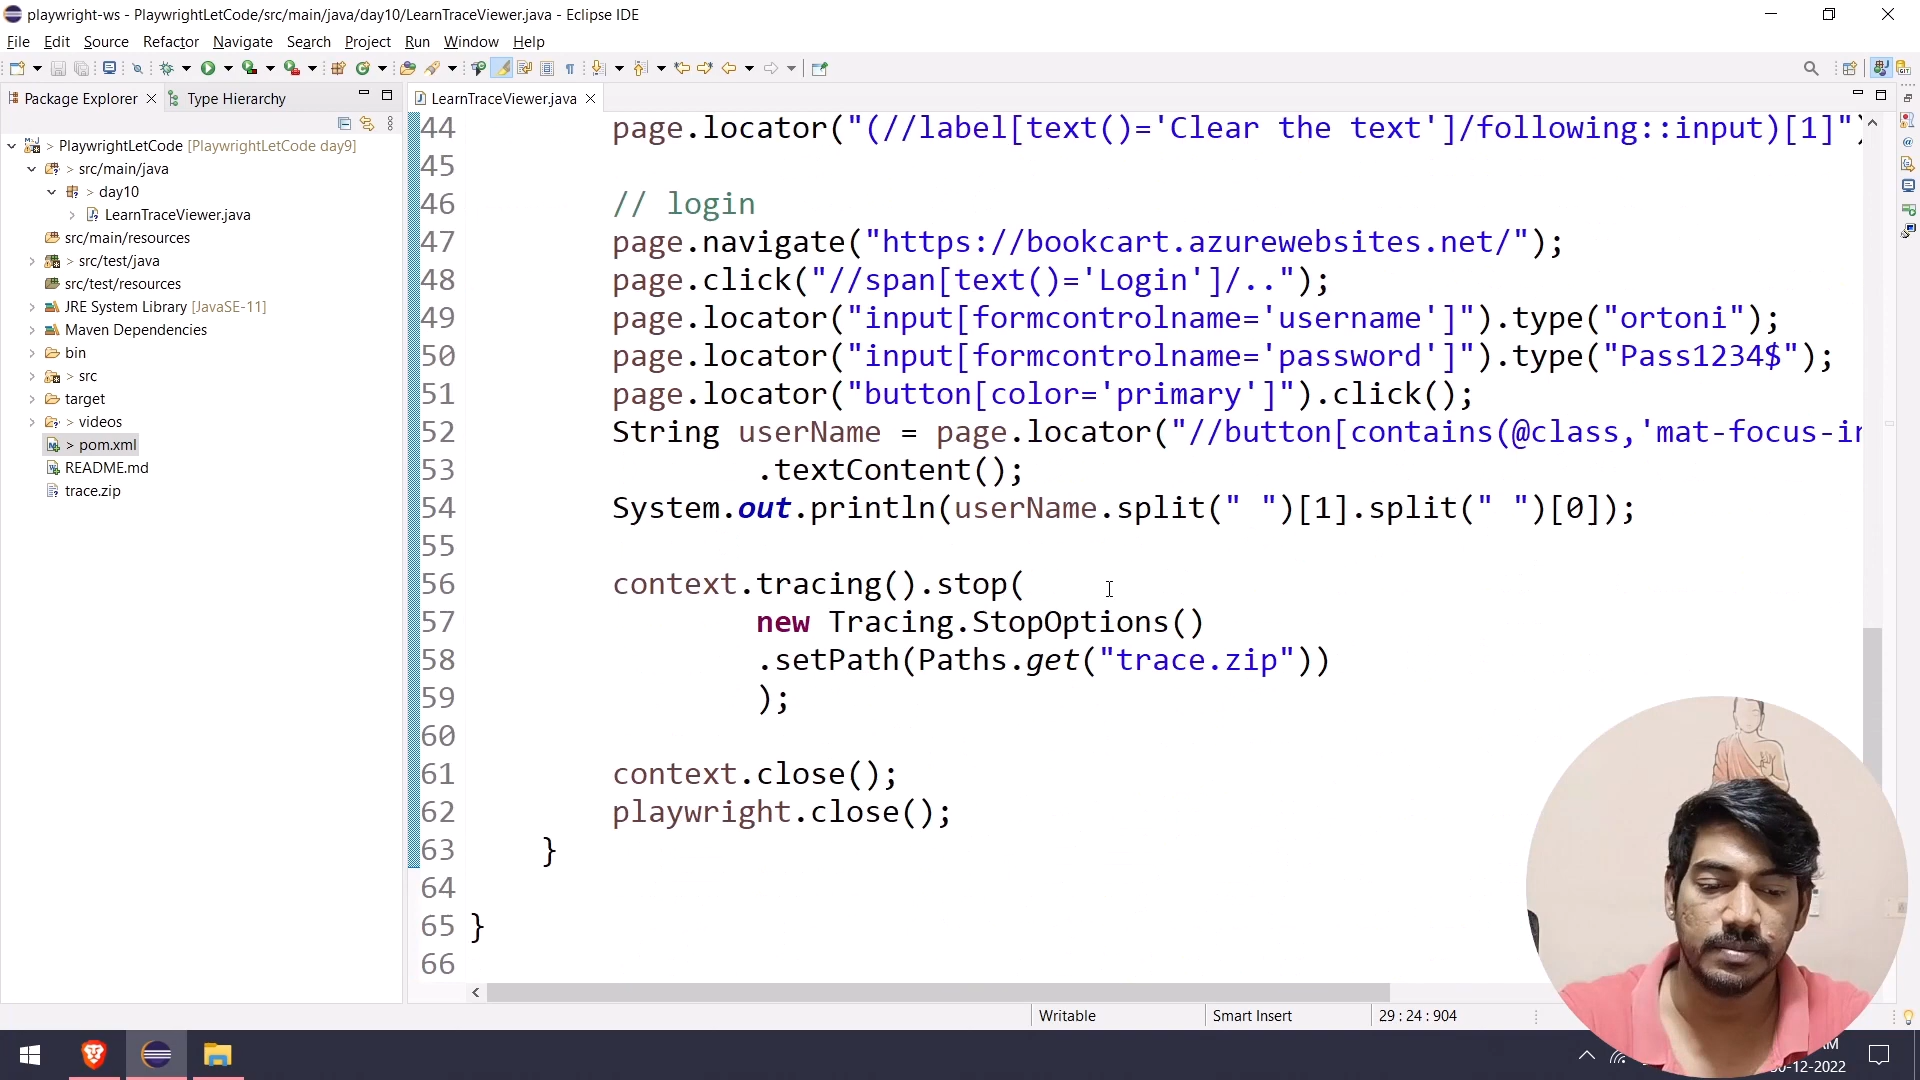 playwright-ws - PlaywrightLetCode/src/main/java/day10/LearnTraceViewer.java - Eclipse IDE
File Edit Source Refactor Navigate Search Project Run Window Help
Package Explorer Type Hierarchy
LearnTraceViewer.java
> PlaywrightLetCode [PlaywrightLetCode day9]
> src/main/java
> day10
LearnTraceViewer.java
src/main/resources
> src/test/java
src/test/resources
JRE System Library [JavaSE-11]
Maven Dependencies
bin
> src
target
> videos
> pom.xml
README.md
trace.zip
44 page.locator("(//label[text()='Clear the text']/following::input)[1]")
45
46 // login
47 page.navigate("https://bookcart.azurewebsites.net/");
48 page.click("//span[text()='Login']/..");
49 page.locator("input[formcontrolname='username']").type("ortoni");
50 page.locator("input[formcontrolname='password']").type("Pass1234$");
51 page.locator("button[color='primary']").click();
52 String userName = page.locator("//button[contains(@class,'mat-focus-in
53 .textContent();
54 System.out.println(userName.split(" ")[1].split(" ")[0]);
55
56 context.tracing().stop(
57 new Tracing.StopOptions()
58 .setPath(Paths.get("trace.zip"))
59 );
60
61 context.close();
62 playwright.close();
63 }
64
65 }
66
Writable Smart Insert 29 : 24 : 904
AM
-12-2022